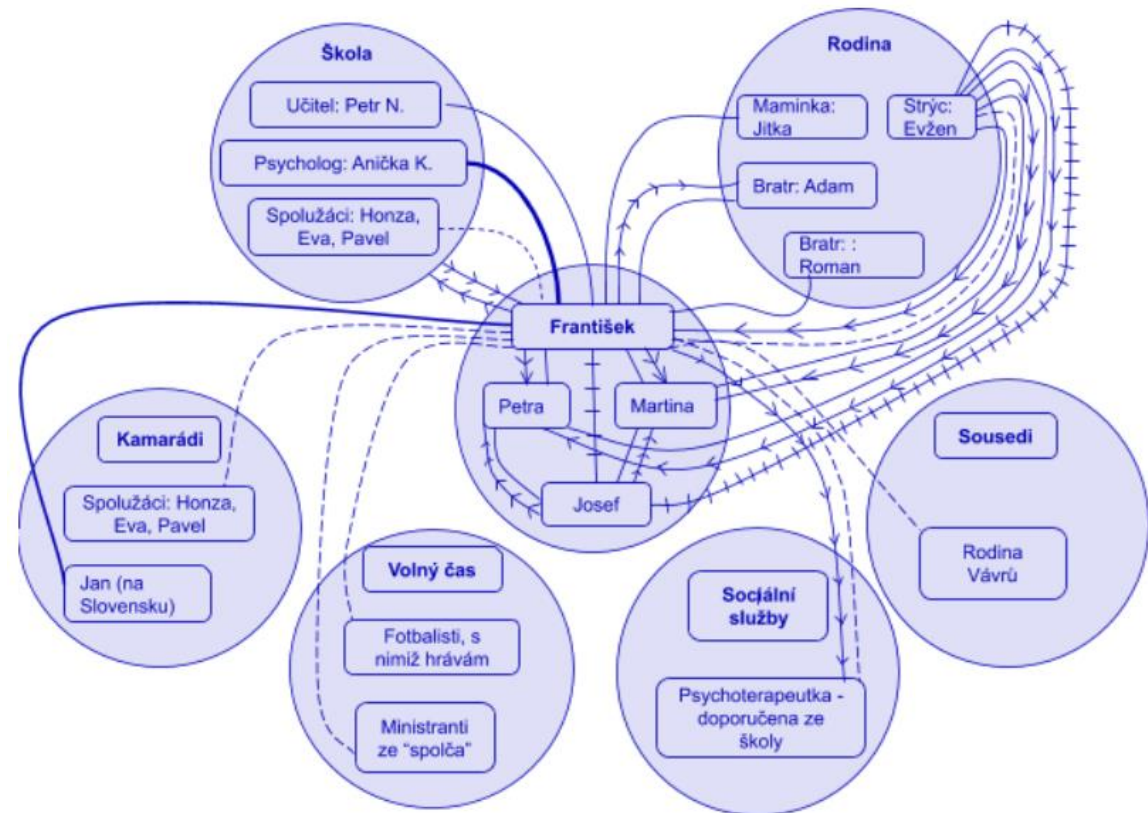 Škola
Učitel: Petr N.
Psycholog: Anička K.
Spolužáci: Honza,
Eva, Pavel
Rodina
Maminka:
Jitka
Strýc:
Evžen
Bratr: Adam
Bratr: :
Roman
František
Petra
Martina
Josef
Kamarádi
Spolužáci: Honza,
Eva, Pavel
Jan (na
Slovensku)
Volný čas
Fotbalisti, s
nimiž hrávám
Ministranti
ze “spolča”
Sociální
služby
Psychoterapeutka -
doporučena ze
školy
Sousedi
Rodina
Vávrů